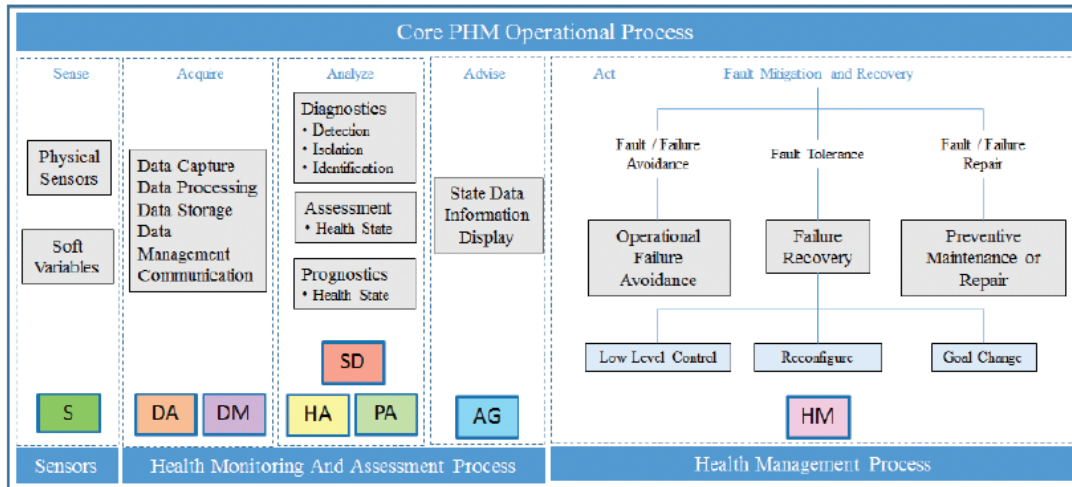 Core PHM Operational Process
Sense
Acquire
Analyze
Advise
Act
Fault Mitigation and Recovery
Physical
Sensors
Soft
Variables
Data Capture
Data Processing
Data Storage
Data
Management
Communication
Diagnostics
• Detection
• Isolation
• Identification
Assessment
• Health State
Prognostics
• Health State
State Data
Information
Display
Fault / Failure
Avoidance
Fault Tolerance
Fault / Failure
Repair
Operational
Failure
Avoidance
Failure
Recovery
Preventive
Maintenance or
Repair
Low Level Control
Reconfigure
Goal Change
S
DA
DM
SD
HA
PA
AG
HM
Sensors
Health Monitoring And Assessment Process
Health Management Process